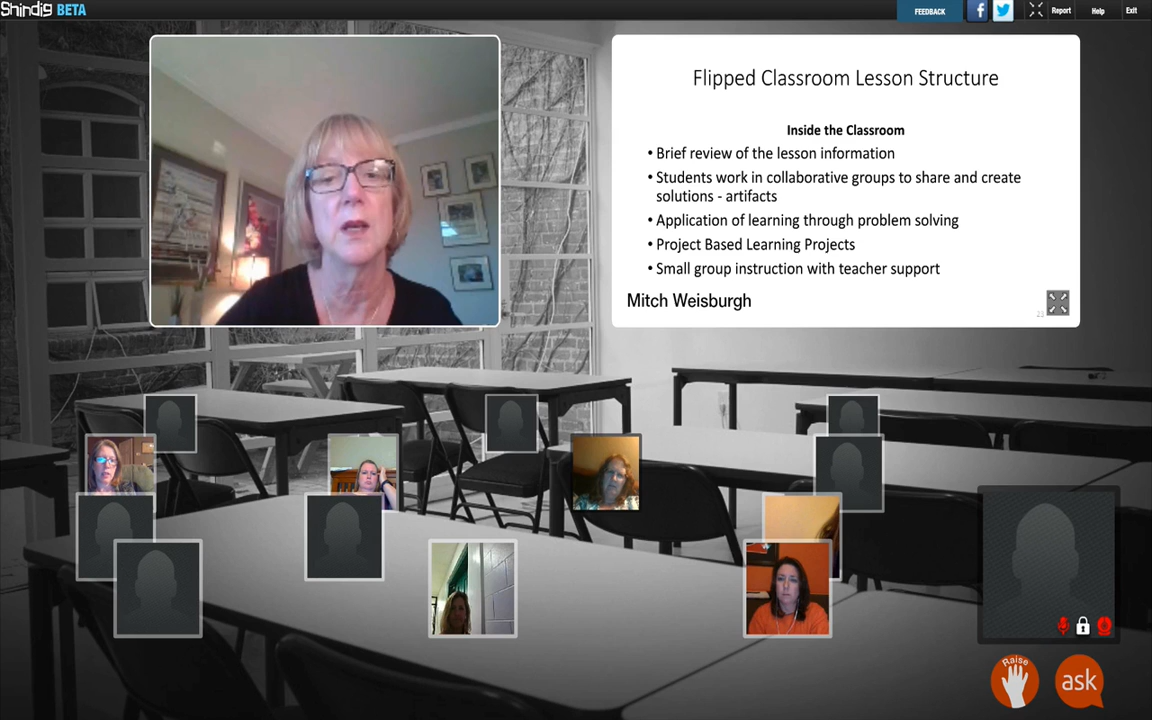 Shindig BETA
FEEDBACK
Report
Help
Exit
Flipped Classroom Lesson Structure
Inside the Classroom
• Brief review of the lesson information
• Students work in collaborative groups to share and create
solutions - artifacts
• Application of learning through problem solving
• Project Based Learning Projects
• Small group instruction with teacher support
Mitch Weisburgh
23
Raise
ask